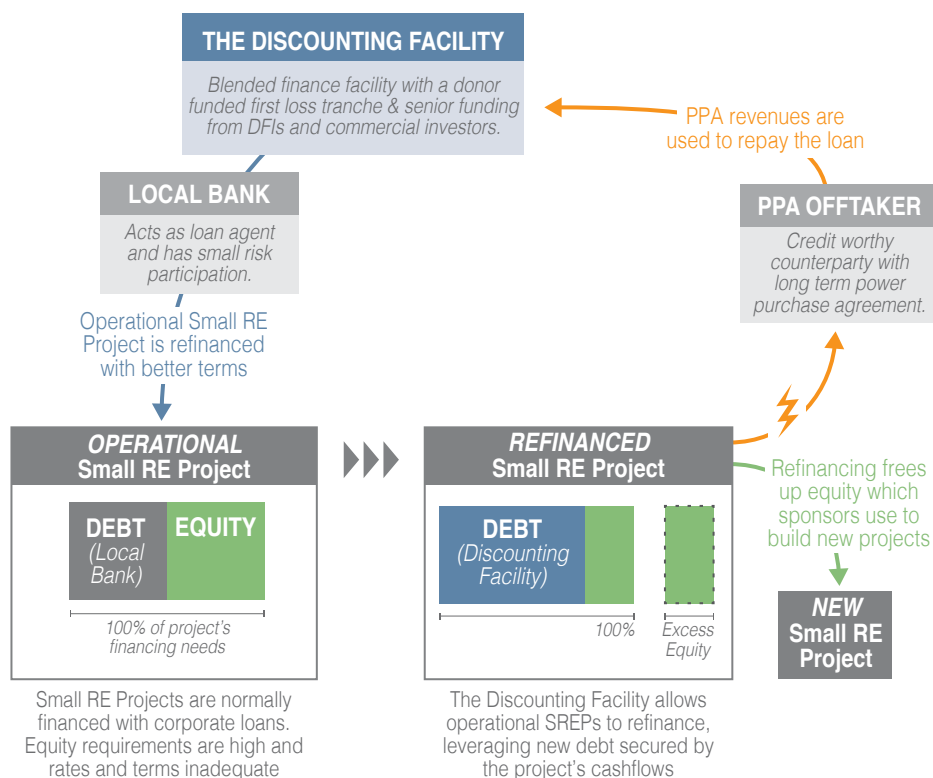 THE DISCOUNTING FACILITY
Blended finance facility with a donor
funded first loss tranche & senior funding
from DFIs and commercial investors.
PPA revenues are
used to repay the loan
LOCAL BANK
Acts as loan agent
and has small risk
participation.
PPA OFFTAKER
Credit worthy
counterparty with
long term power
purchase agreement.
Operational Small RE
Project is refinanced
with better terms
OPERATIONAL
Small RE Project
DEBT
(Local
Bank)
EQUITY
100% of project's
financing needs
Small RE Projects are normally
financed with corporate loans.
Equity requirements are high and
rates and terms inadequate
REFINANCED
Small RE Project
DEBT
(Discounting
Facility)
100%
Excess
Equity
The Discounting Facility allows
operational SREPs to refinance,
leveraging new debt secured by
the project's cashflows
Refinancing frees
up equity which
sponsors use to
build new projects
NEW
Small RE
Project